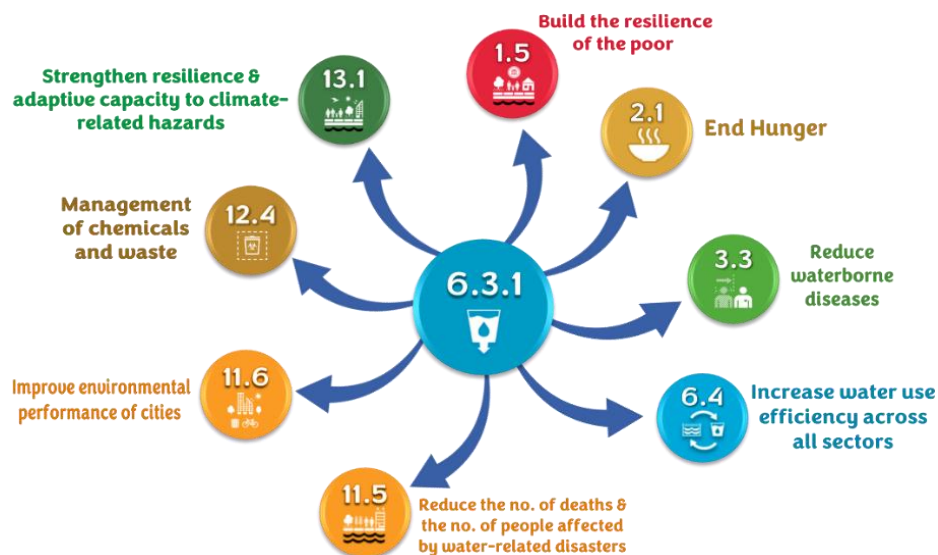 Build the resilience
of the poor
1.5
2.1
End Hunger
3.3
Reduce
waterborne
diseases
6.4
Increase water use
efficiency across
all sectors
11.5
Reduce the no. of deaths &
the no. of people affected
by water-related disasters
11.6
Improve environmental
performance of cities
12.4
Management
of chemicals
and waste
13.1
Strengthen resilience &
adaptive capacity to climate-
related hazards
6.3.1